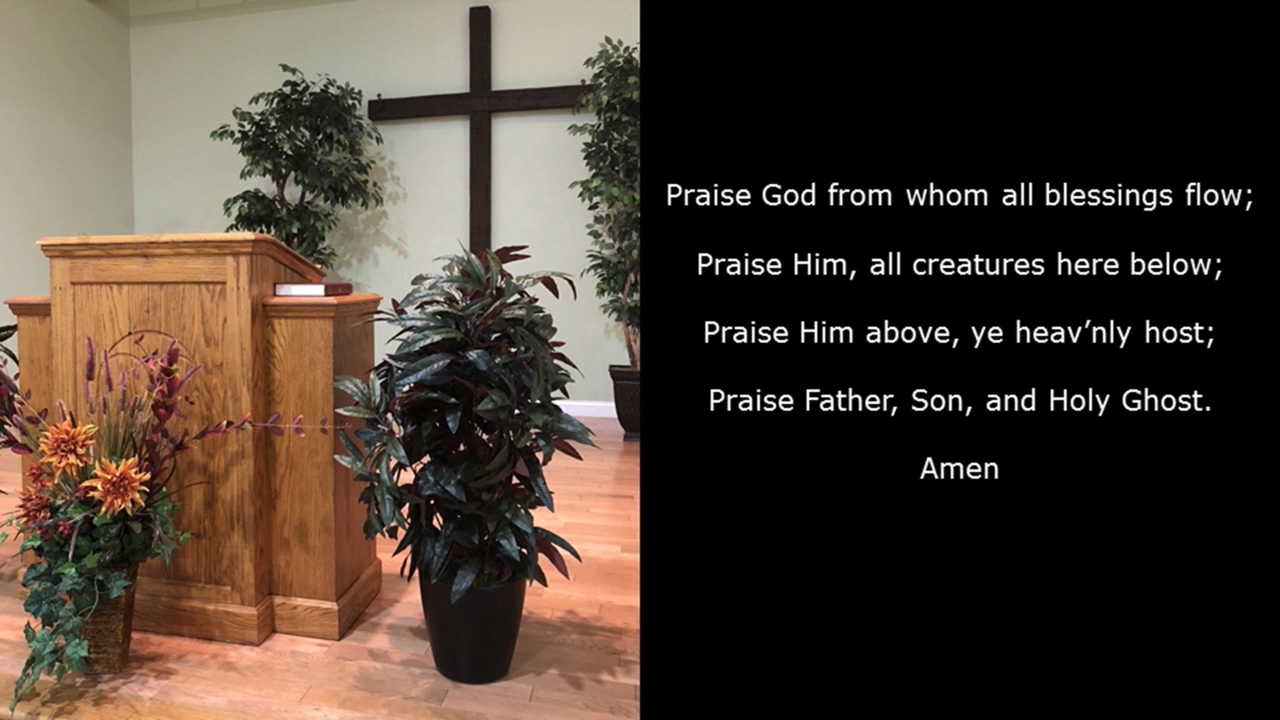 Praise God from whom all blessings flow;
Praise Him, all creatures here below;
Praise Him above, ye heav’nly host;
Praise Father, Son, and Holy Ghost.
Amen